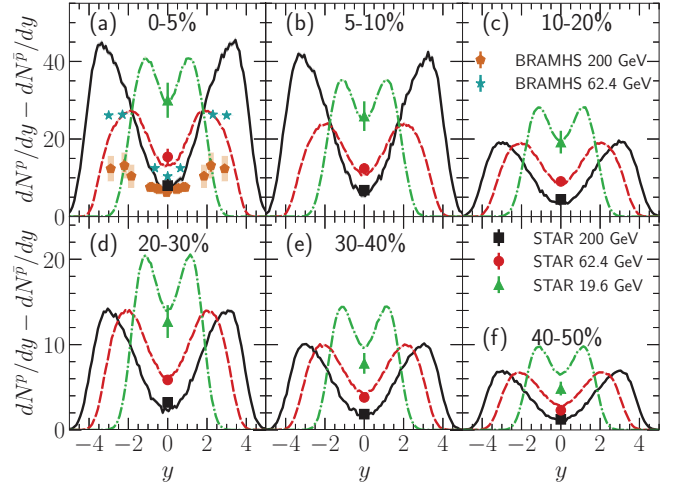 (a) 0-5%
(b) 5-10%
(c) 10-20%
BRAMHS 200 GeV
BRAMHS 62.4 GeV
dN^p/dy − dN^{p̄}/dy
40
20
0
(d) 20-30%
(e) 30-40%
STAR 200 GeV
STAR 62.4 GeV
STAR 19.6 GeV
(f) 40-50%
dN^p/dy − dN^{p̄}/dy
20
10
0
−4 −2 0 2 4
−4 −2 0 2 4
−4 −2 0 2 4
y
y
y